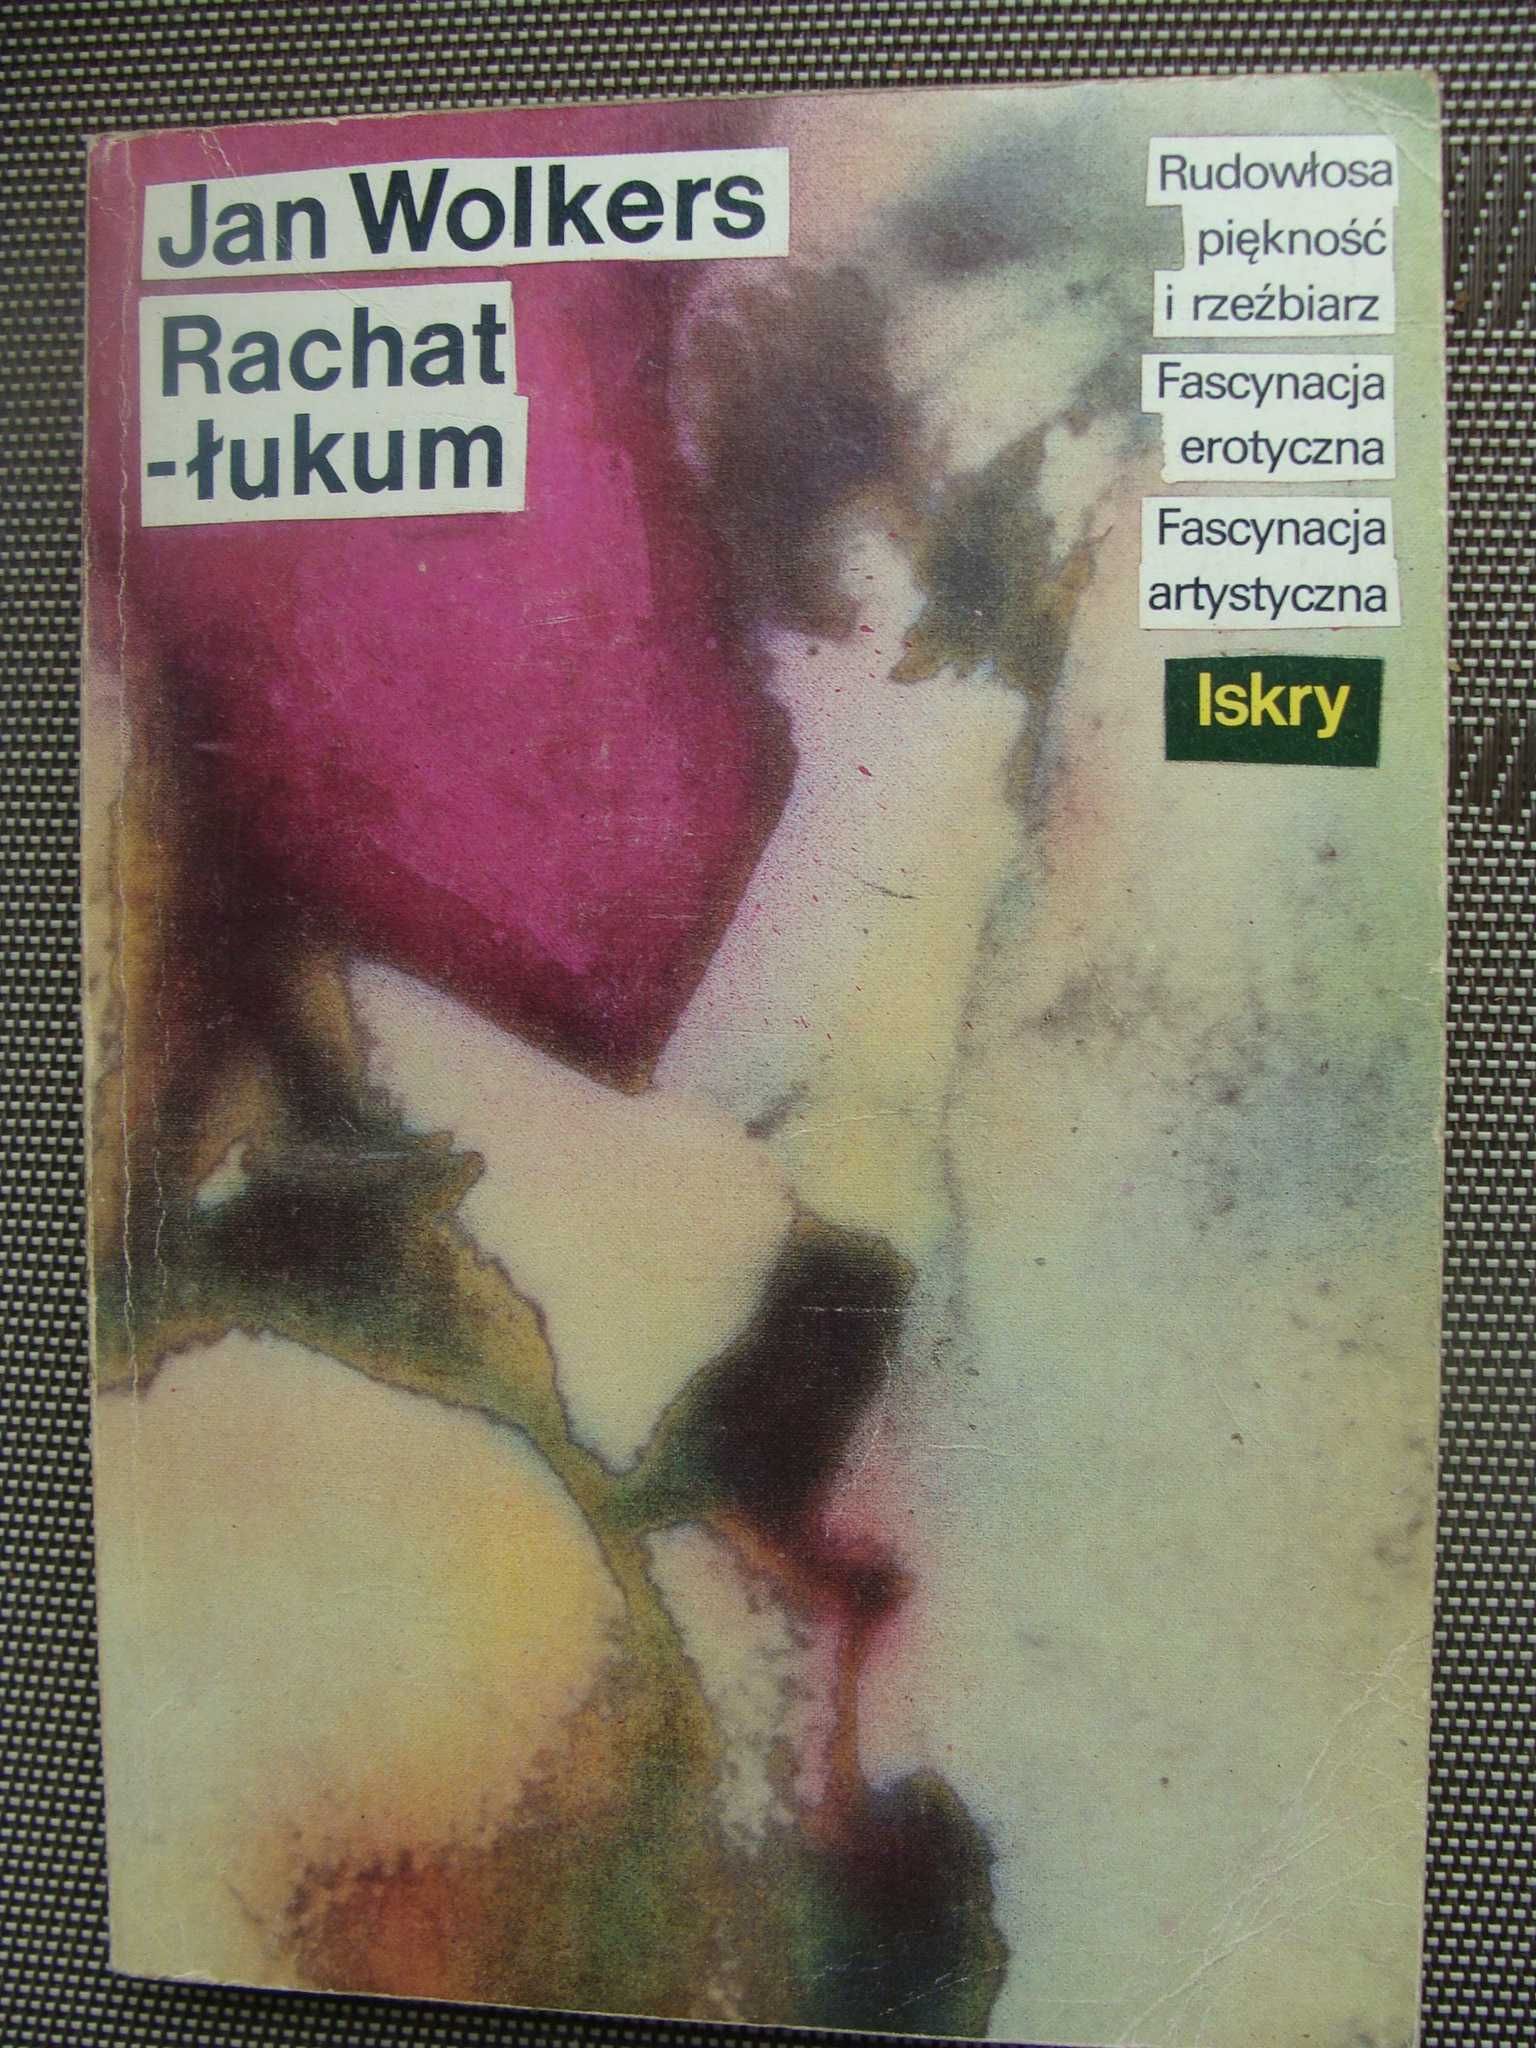 Jan Wolkers
Rachat
-łukum
Rudowłosa
piękność
i rzeźbiarz
Fascynacja
erotyczna
Fascynacja
artystyczna
Iskry